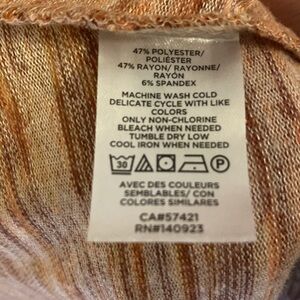 47% POLYESTER/
POLIÉSTER
47% RAYON/ RAYONNE/
RAYÓN
6% SPANDEX
MACHINE WASH COLD
DELICATE CYCLE WITH LIKE
COLORS
ONLY NON-CHLORINE
BLEACH WHEN NEEDED
TUMBLE DRY LOW
COOL IRON WHEN NEEDED
30 P
AVEC DES COULEURS
SEMBLABLES/ CON
COLORES SIMILARES
CA#57421
RN#140923